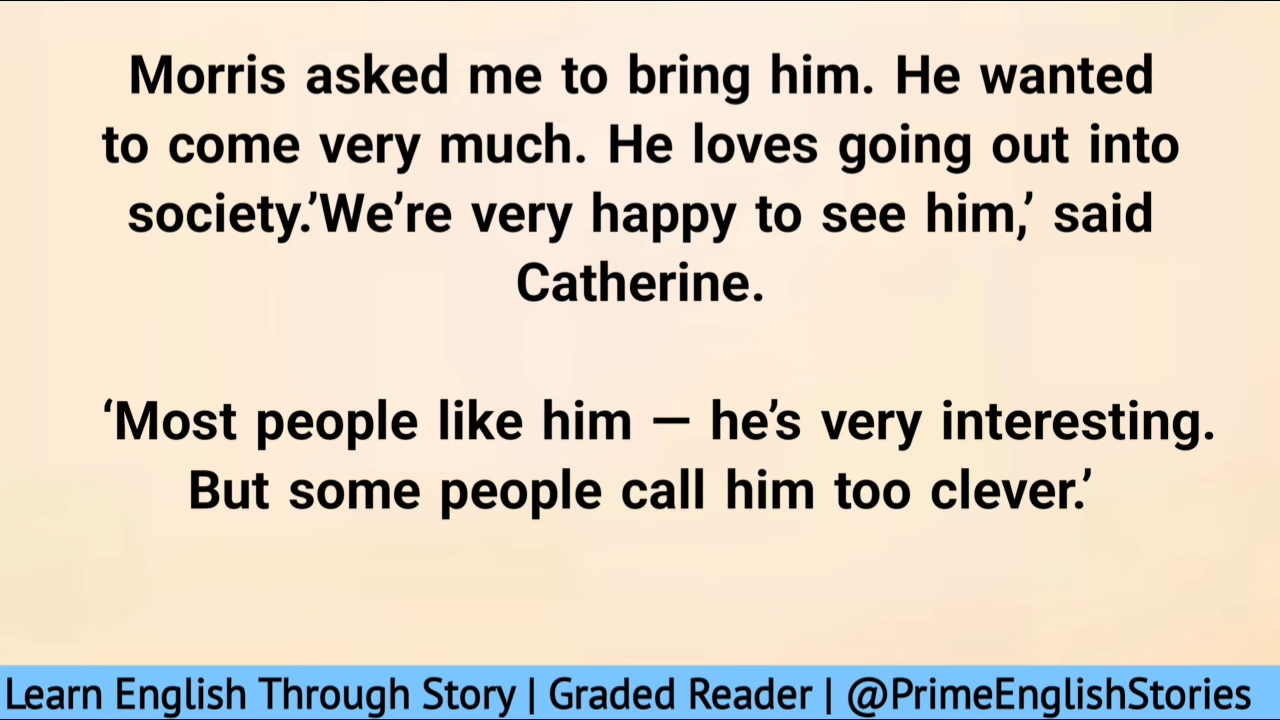 Morris asked me to bring him. He wanted
to come very much. He loves going out into
society.’We’re very happy to see him,’ said
Catherine.
‘Most people like him — he’s very interesting.
But some people call him too clever.’
Learn English Through Story | Graded Reader | @PrimeEnglishStories